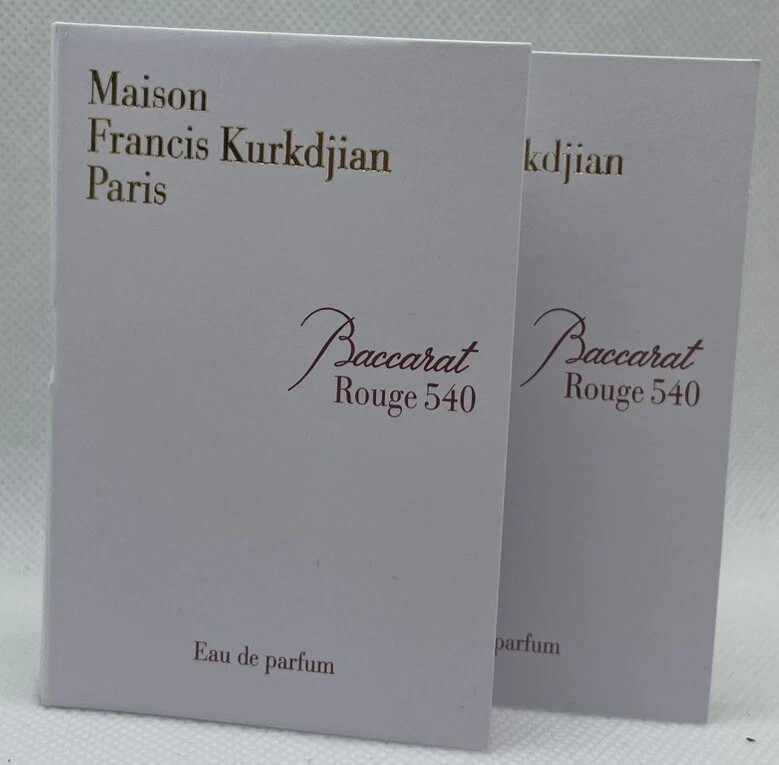 Maison
Francis Kurkdjian
Paris
Baccarat
Rouge 540
Eau de parfum
kdjian
Baccarat
Rouge 540
parfum